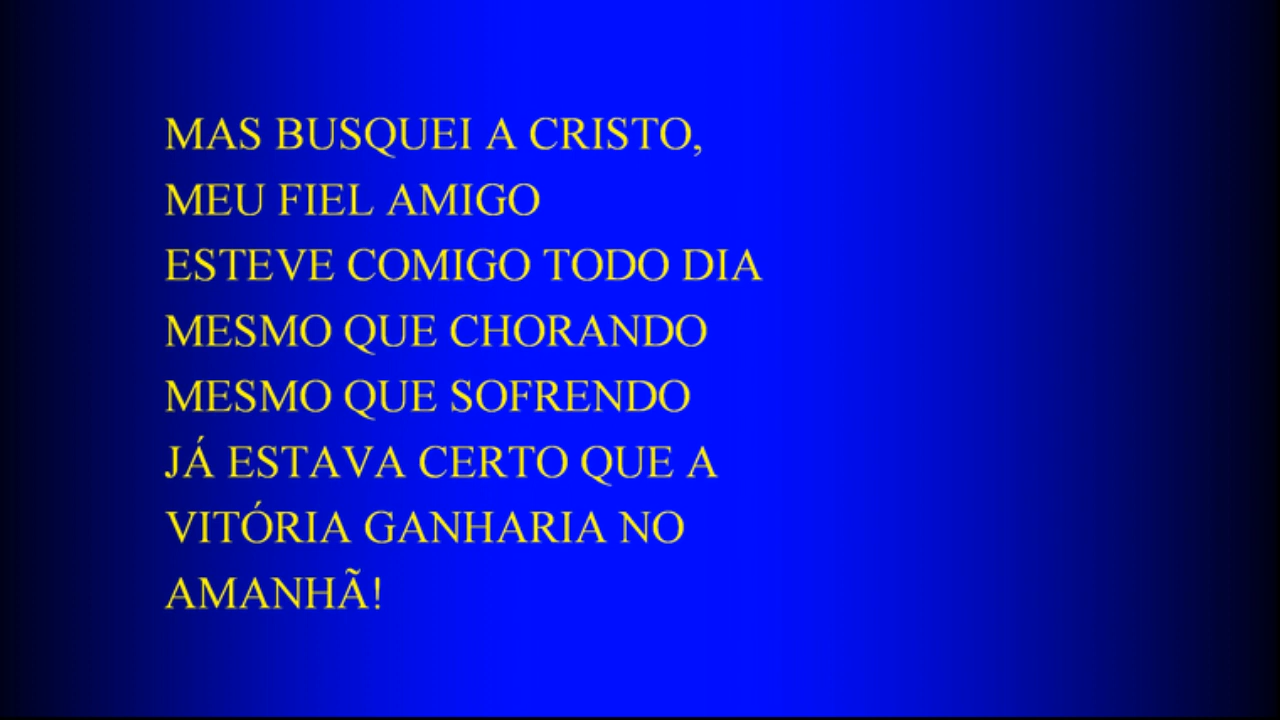 MAS BUSQUEI A CRISTO,
MEU FIEL AMIGO
ESTEVE COMIGO TODO DIA
MESMO QUE CHORANDO
MESMO QUE SOFRENDO
JÁ ESTAVA CERTO QUE A
VITÓRIA GANHARIA NO
AMANHÃ!